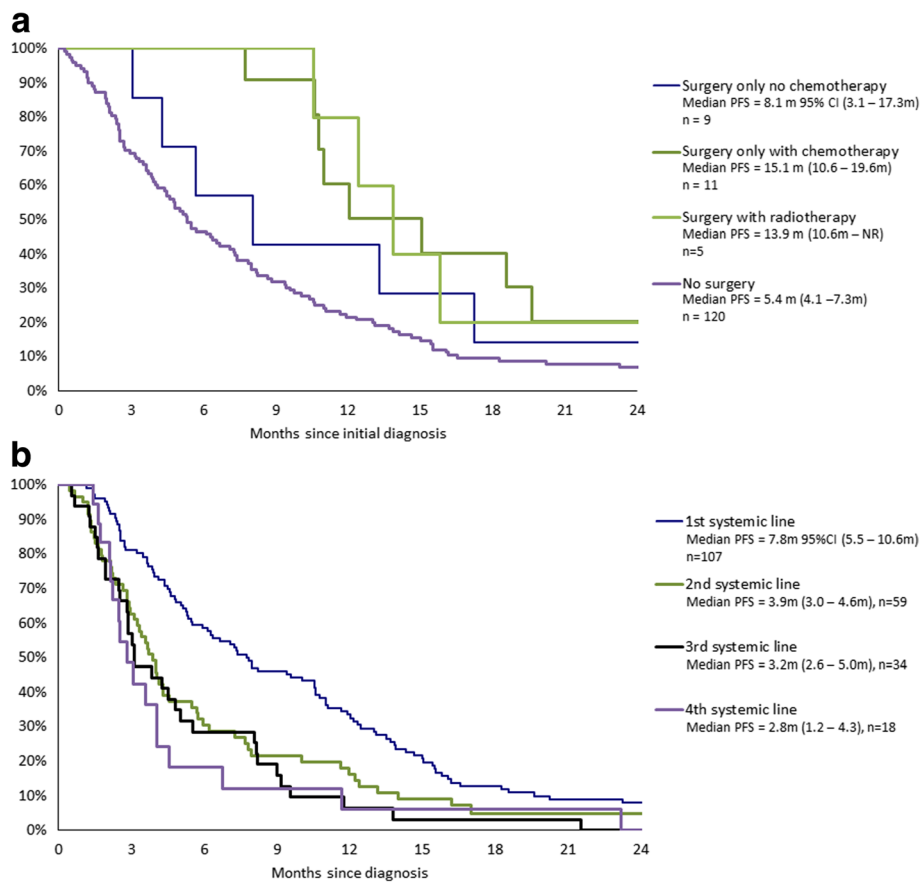 a
100%
90%
80%
70%
60%
50%
40%
30%
20%
10%
0%
0 3 6 9 12 15 18 21 24
Months since initial diagnosis
Surgery only no chemotherapy
Median PFS = 8.1 m 95% CI (3.1 – 17.3m)
n = 9
Surgery only with chemotherapy
Median PFS = 15.1 m (10.6 – 19.6m)
n = 11
Surgery with radiotherapy
Median PFS = 13.9 m (10.6m – NR)
n=5
No surgery
Median PFS = 5.4 m (4.1 –7.3m)
n = 120
b
100%
90%
80%
70%
60%
50%
40%
30%
20%
10%
0%
0 3 6 9 12 15 18 21 24
Months since diagnosis
1st systemic line
Median PFS = 7.8m 95%CI (5.5 – 10.6m)
n=107
2nd systemic line
Median PFS = 3.9m (3.0 – 4.6m), n=59
3rd systemic line
Median PFS = 3.2m (2.6 – 5.0m), n=34
4th systemic line
Median PFS = 2.8m (1.2 – 4.3), n=18